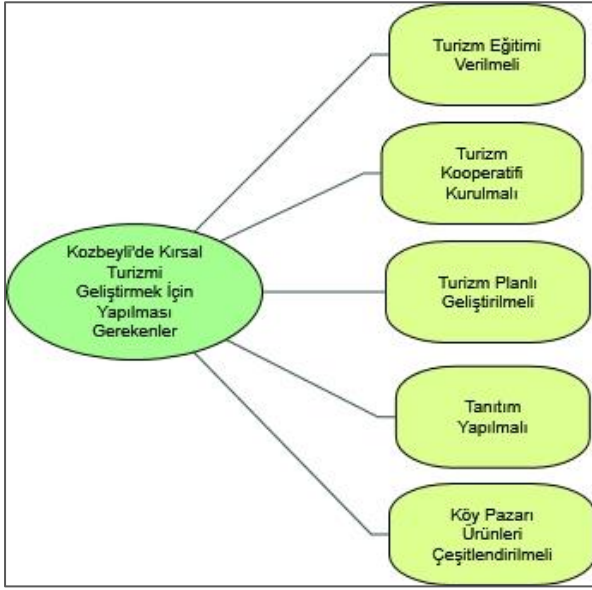 Turizm Eğitimi
Verilmeli
Turizm
Kooperatifi
Kurulmalı
Kozbeyli'de Kırsal
Turizmi
Geliştirmek İçin
Yapılması
Gerekenler
Turizm Planlı
Geliştirilmeli
Tanıtım
Yapılmalı
Köy Pazarı
Ürünleri
Çeşitlendirilmeli